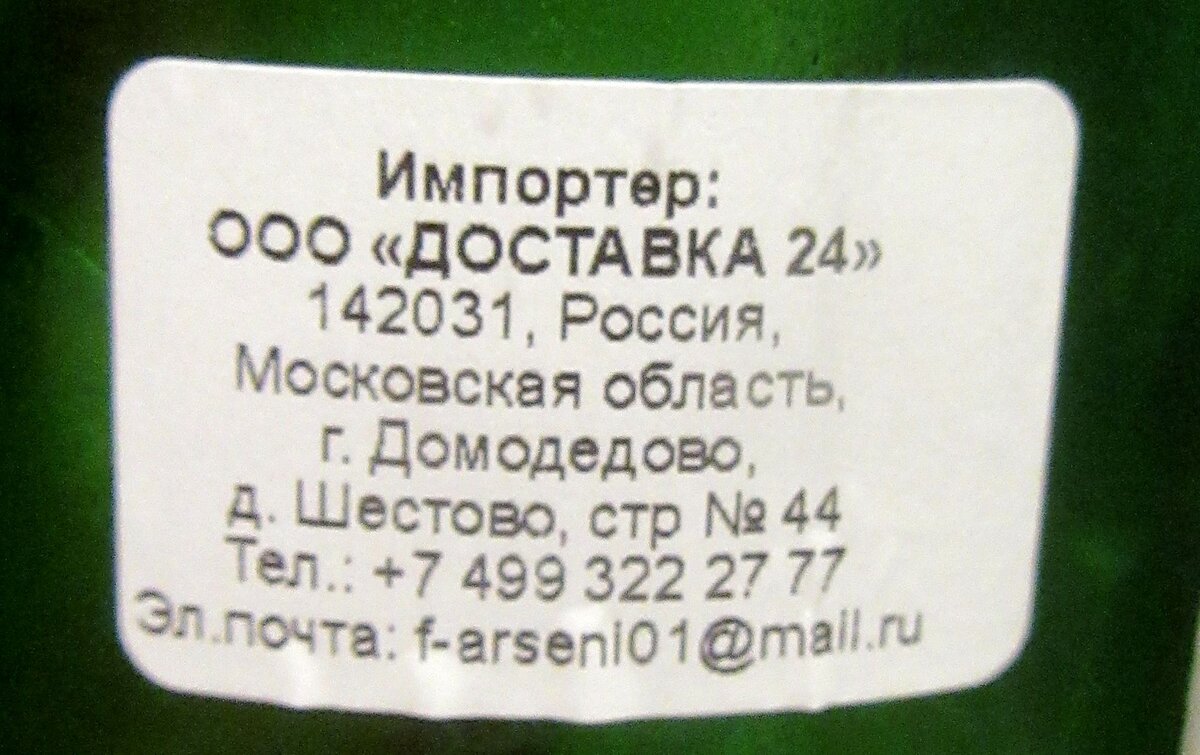 Импортер:
ООО «ДОСТАВКА 24»
142031, Россия,
Московская область,
г. Домодедово,
д. Шестово, стр № 44
Тел.: +7 499 322 27 77
Эл.почта: f-arseni01@mail.ru